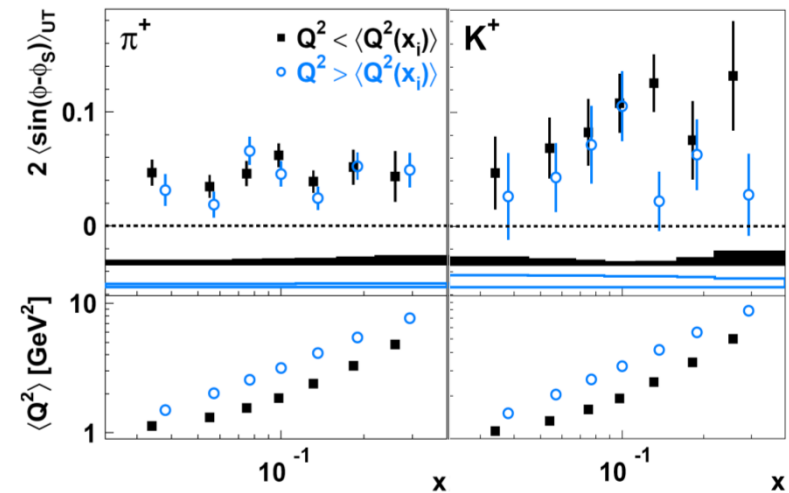 π+ Q² < ⟨Q²(xᵢ)⟩ K+
Q² > ⟨Q²(xᵢ)⟩
2 ⟨sin(ϕ-ϕS)⟩UT
0.1
0
⟨Q²⟩ [GeV²]
10
1
10 -1 10 -1
x x